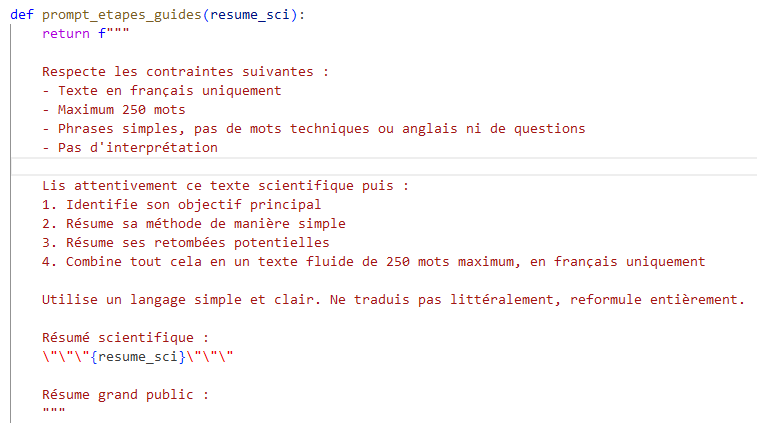 def prompt_etapes_guides(resume_sci):
    return f"""

    Respecte les contraintes suivantes :
    - Texte en français uniquement
    - Maximum 250 mots
    - Phrases simples, pas de mots techniques ou anglais ni de questions
    - Pas d'interprétation

    Lis attentivement ce texte scientifique puis :
    1. Identifie son objectif principal
    2. Résume sa méthode de manière simple
    3. Résume ses retombées potentielles
    4. Combine tout cela en un texte fluide de 250 mots maximum, en français uniquement

    Utilise un langage simple et clair. Ne traduis pas littéralement, reformule entièrement.

    Résumé scientifique :
    \"\"\"{resume_sci}\"\"\"

    Résume grand public :
    """